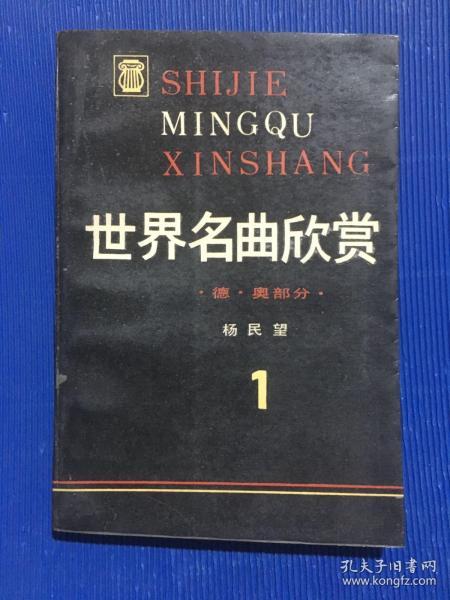 SHIJIE
MINGQU
XINSHANG
世界名曲欣赏
·德·奥部分·
杨民望
1
孔夫子旧书网
www.kongfz.com